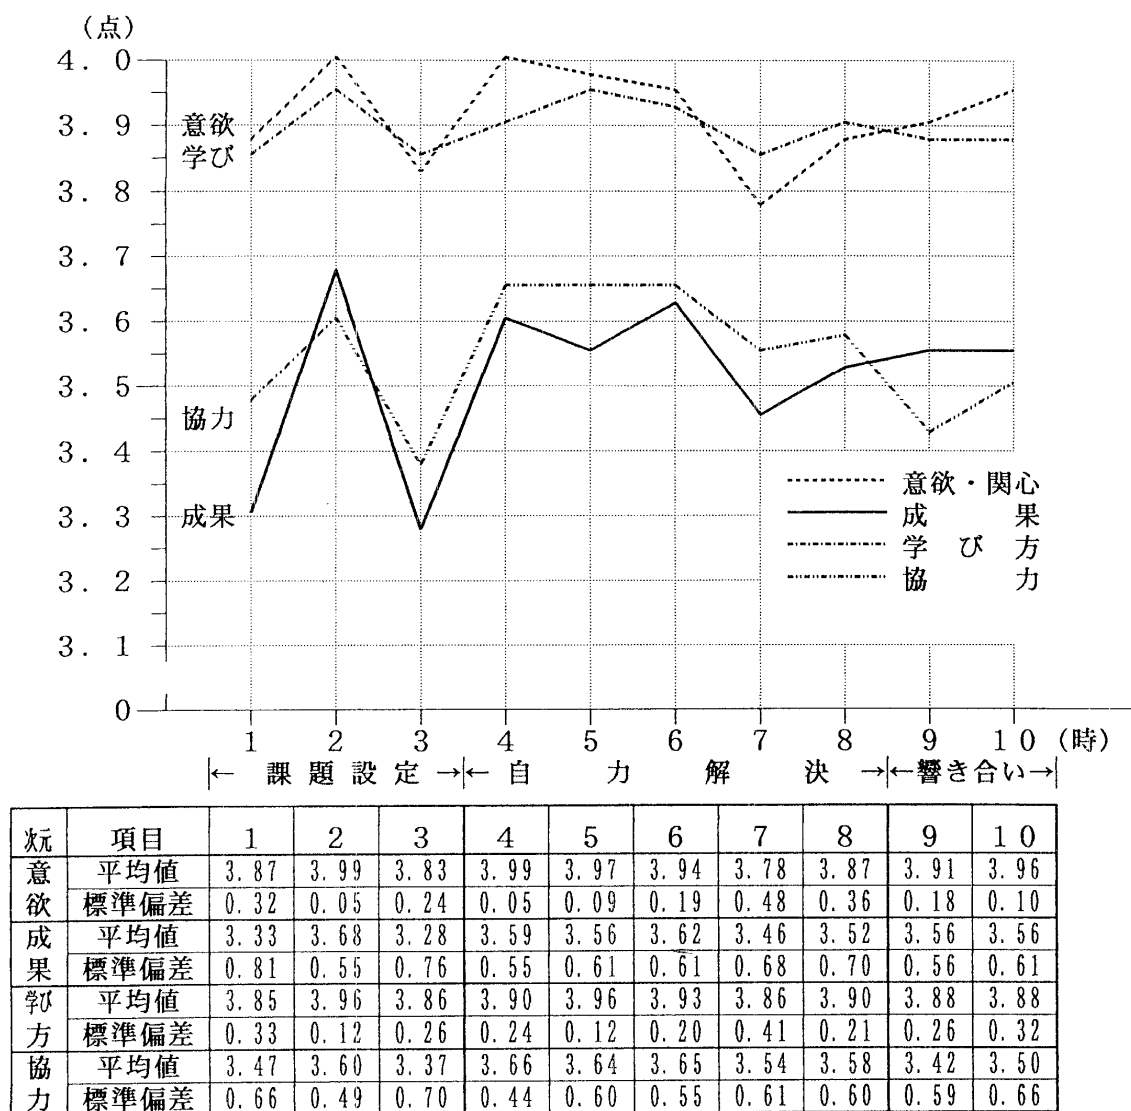 (点)
4.0
3.9
3.8
3.7
3.6
3.5
3.4
3.3
3.2
3.1
0
意欲
学び
協力
成果
意欲・関心
成果
学び方
協力
1 2 3 4 5 6 7 8 9 10 (時)
|← 課題設定 →|← 自力解決 →|←響き合い→|
次元 項目 1 2 3 4 5 6 7 8 9 10
意欲 平均値 3.87 3.99 3.83 3.99 3.97 3.94 3.78 3.87 3.91 3.96
標準偏差 0.32 0.05 0.24 0.05 0.09 0.19 0.48 0.36 0.18 0.10
成果 平均値 3.33 3.68 3.28 3.59 3.56 3.62 3.46 3.52 3.56 3.56
標準偏差 0.81 0.55 0.76 0.55 0.61 0.61 0.68 0.70 0.56 0.61
学び方 平均値 3.85 3.96 3.86 3.90 3.96 3.93 3.86 3.90 3.88 3.88
標準偏差 0.33 0.12 0.26 0.24 0.12 0.20 0.41 0.21 0.26 0.32
協力 平均値 3.47 3.60 3.37 3.66 3.64 3.65 3.54 3.58 3.42 3.50
標準偏差 0.66 0.49 0.70 0.44 0.60 0.55 0.61 0.60 0.59 0.66